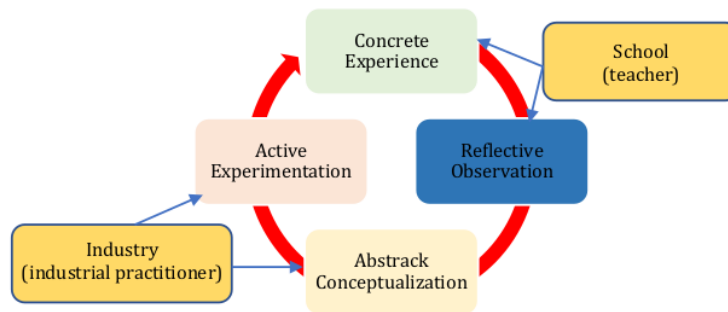 Concrete
Experience
School
(teacher)
Active
Experimentation
Reflective
Observation
Industry
(industrial practitioner)
Abstrack
Conceptualization